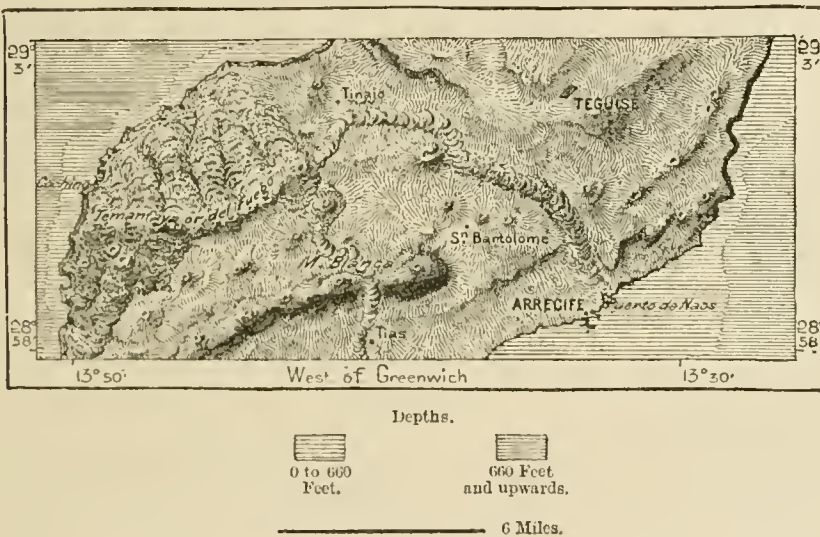 29°
3'
29°
3'
Tinajo
TEGUISE
Temanfaya or del Fuego
Sn. Bartolome
M. Blanca
ARRECIFE
Puerto de Naos
28°
58'
28°
58'
Tias
13°50'
West of Greenwich
13°30'
Depths.
0 to 660
Feet.
660 Feet
and upwards.
6 Miles.